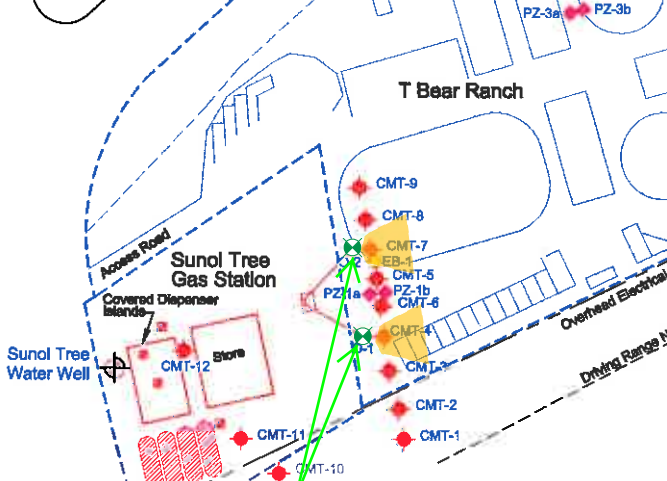 PZ-3a
PZ-3b
T Bear Ranch
CMT-9
CMT-8
Access Road
CMT-7
EB-1
Sunol Tree
Gas Station
CMT-5
PZ-1a
PZ-1b
CMT-6
Covered Dispenser
Islands
Overhead Electrical
CMT-4
Sunol Tree
Water Well
Store
CMT-12
CMT-3
Driving Range N
CMT-2
CMT-11
CMT-1
CMT-10